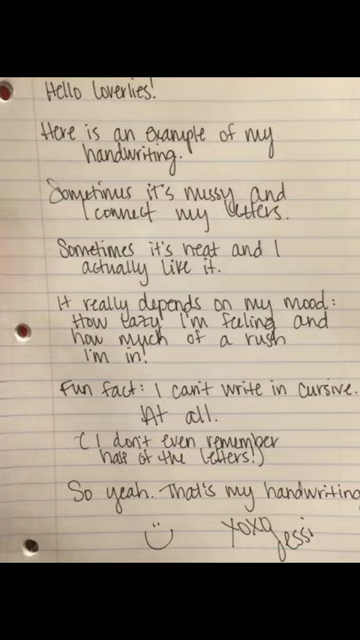 Hello loverlies!
Here is an example of my
handwriting.
Sometimes it's messy and
I connect my letters.
Sometimes it's neat and I
actually like it.
It really depends on my mood:
How lazy I'm feeling and
how much of a rush
I'm in!
Fun fact: I can't write in cursive.
At all.
(I don't even remember
half of the letters!)
So yeah. That's my handwriting
xoxo
Jessi